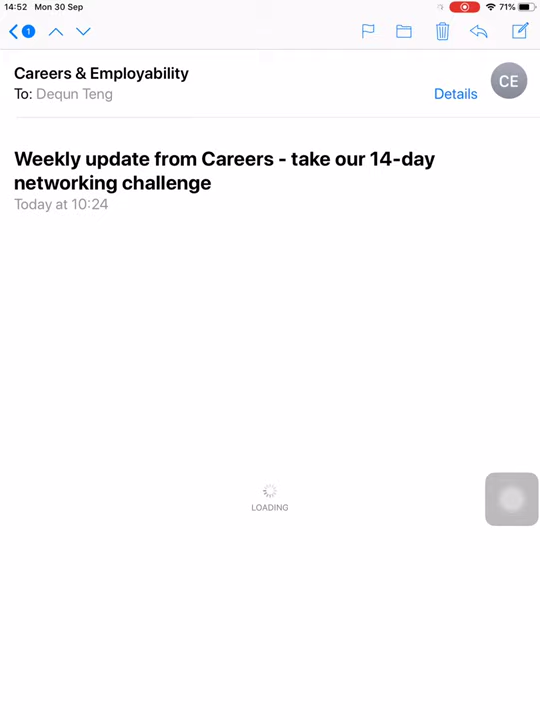 14:52 Mon 30 Sep 71%
1
Careers & Employability
To: Dequn Teng
Details
CE
Weekly update from Careers - take our 14-day
networking challenge
Today at 10:24
LOADING